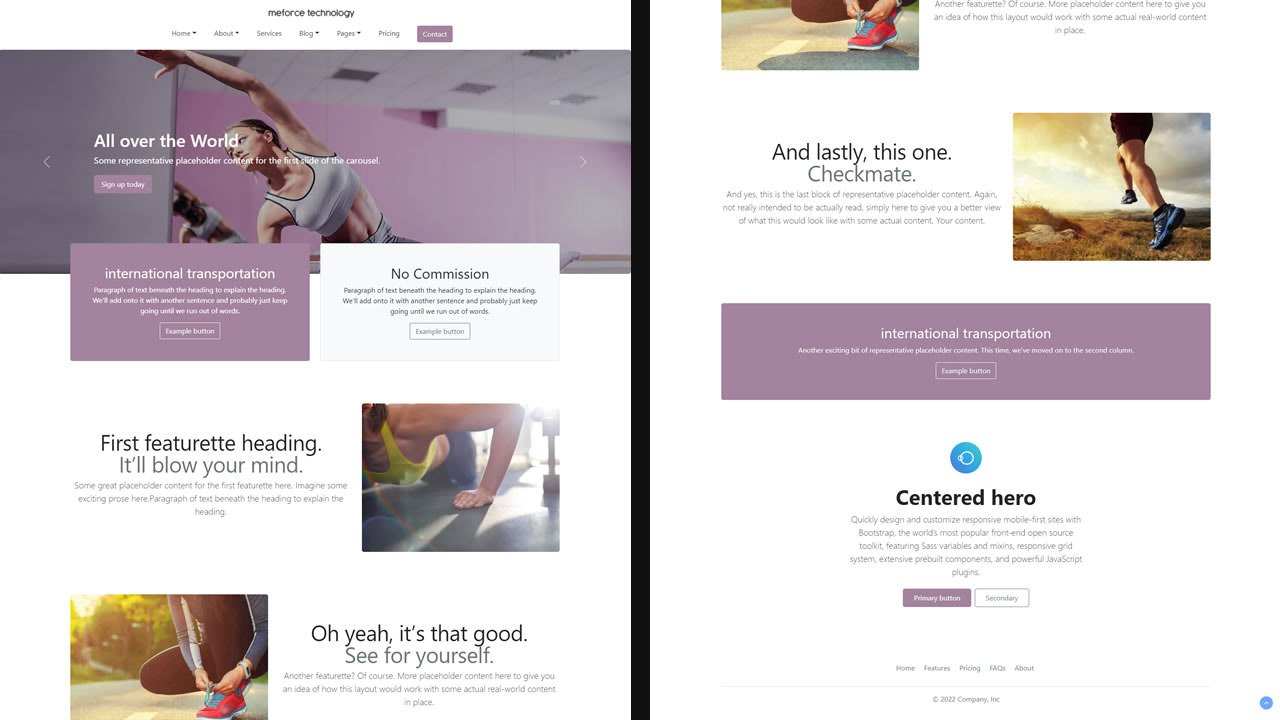 meforce technology
Home About Services Blog Pages Pricing Contact
All over the World
Some representative placeholder content for the first slide of the carousel.
Sign up today
international transportation
Paragraph of text beneath the heading to explain the heading.
We'll add onto it with another sentence and probably just keep
going until we run out of words.
Example button
No Commission
Paragraph of text beneath the heading to explain the heading.
We'll add onto it with another sentence and probably just keep
going until we run out of words.
Example button
First featurette heading.
It'll blow your mind.
Some great placeholder content for the first featurette here. Imagine some
exciting prose here.Paragraph of text beneath the heading to explain the
heading.
Oh yeah, it's that good.
See for yourself.
Another featurette? Of course. More placeholder content here to give you
an idea of how this layout would work with some actual real-world content
in place.
Another featurette? Of course. More placeholder content here to give you
an idea of how this layout would work with some actual real-world content
in place.
And lastly, this one.
Checkmate.
And yes, this is the last block of representative placeholder content. Again,
not really intended to be actually read, simply here to give you a better view
of what this would look like with some actual content. Your content.
international transportation
Another exciting bit of representative placeholder content. This time, we've moved on to the second column.
Example button
Centered hero
Quickly design and customize responsive mobile-first sites with
Bootstrap, the world's most popular front-end open source
toolkit, featuring Sass variables and mixins, responsive grid
system, extensive prebuilt components, and powerful JavaScript
plugins.
Primary button Secondary
Home Features Pricing FAQs About
© 2022 Company, Inc